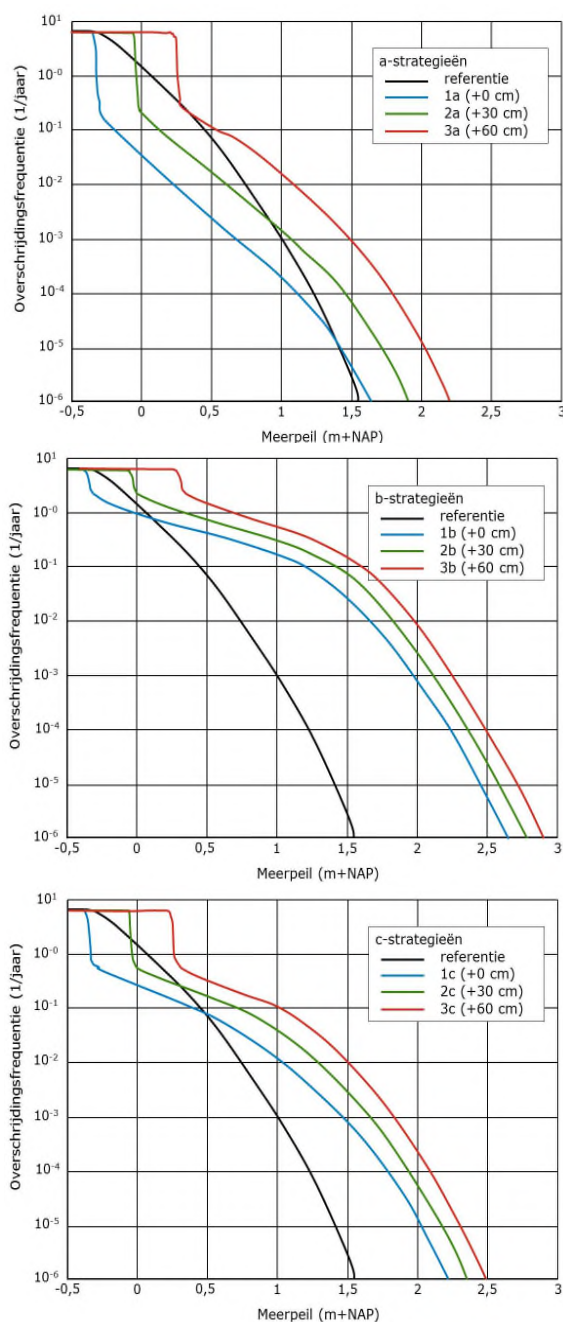 Overschrijdingsfrequentie (1/jaar)
10¹
10⁻⁰
10⁻¹
10⁻²
10⁻³
10⁻⁴
10⁻⁵
10⁻⁶
a-strategieën
referentie
1a (+0 cm)
2a (+30 cm)
3a (+60 cm)
-0,5 0 0,5 1 1,5 2 2,5 3
Meerpeil (m+NAP)
Overschrijdingsfrequentie (1/jaar)
10¹
10⁻⁰
10⁻¹
10⁻²
10⁻³
10⁻⁴
10⁻⁵
10⁻⁶
b-strategieën
referentie
1b (+0 cm)
2b (+30 cm)
3b (+60 cm)
-0,5 0 0,5 1 1,5 2 2,5 3
Meerpeil (m+NAP)
Overschrijdingsfrequentie (1/jaar)
10¹
10⁻⁰
10⁻¹
10⁻²
10⁻³
10⁻⁴
10⁻⁵
10⁻⁶
c-strategieën
referentie
1c (+0 cm)
2c (+30 cm)
3c (+60 cm)
-0,5 0 0,5 1 1,5 2 2,5 3
Meerpeil (m+NAP)